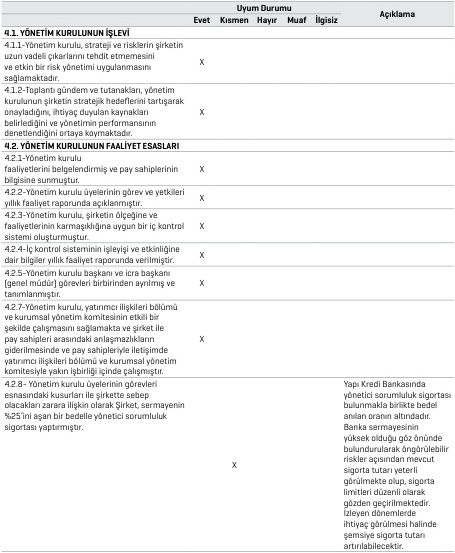 Uyum Durumu
Evet Kısmen Hayır Muaf İlgisiz Açıklama
4.1. YÖNETİM KURULUNUN İŞLEVİ
4.1.1-Yönetim kurulu, strateji ve risklerin şirketin
uzun vadeli çıkarlarını tehdit etmemesini
ve etkin bir risk yönetimi uygulanmasını
sağlamaktadır.
X
4.1.2-Toplantı gündem ve tutanakları, yönetim
kurulunun şirketin stratejik hedeflerini tartışarak
onayladığını, ihtiyaç duyulan kaynakları
belirlediğini ve yönetimin performansının
denetlendiğini ortaya koymaktadır.
X
4.2. YÖNETİM KURULUNUN FAALİYET ESASLARI
4.2.1-Yönetim kurulu
faaliyetlerini belgelendirmiş ve pay sahiplerinin
bilgisine sunmuştur.
X
4.2.2-Yönetim kurulu üyelerinin görev ve yetkileri
yıllık faaliyet raporunda açıklanmıştır.
X
4.2.3-Yönetim kurulu, şirketin ölçeğine ve
faaliyetlerinin karmaşıklığına uygun bir iç kontrol
sistemi oluşturmuştur.
X
4.2.4-İç kontrol sisteminin işleyişi ve etkinliğine
dair bilgiler yıllık faaliyet raporunda verilmiştir.
X
4.2.5-Yönetim kurulu başkanı ve icra başkanı
(genel müdür) görevleri birbirinden ayrılmış ve
tanımlanmıştır.
X
4.2.7-Yönetim kurulu, yatırımcı ilişkileri bölümü
ve kurumsal yönetim komitesinin etkili bir
şekilde çalışmasını sağlamakta ve şirket ile
pay sahipleri arasındaki anlaşmazlıkların
giderilmesinde ve pay sahipleriyle iletişimde
yatırımcı ilişkileri bölümü ve kurumsal yönetim
komitesiyle yakın işbirliği içinde çalışmıştır.
X
4.2.8- Yönetim kurulu üyelerinin görevleri
esnasındaki kusurları ile şirkette sebep
olacakları zarara ilişkin olarak Şirket, sermayenin
%25'ini aşan bir bedelle yönetici sorumluluk
sigortası yaptırmıştır.
X
Yapı Kredi Bankasında
yönetici sorumluluk sigortası
bulunmakla birlikte bedel
anılan oranın altındadır.
Banka sermayesinin
yüksek olduğu göz önünde
bulundurularak öngörülebilir
riskler açısından mevcut
sigorta tutarı yeterli
görülmekte olup, sigorta
limitleri düzenli olarak
gözden geçirilmektedir.
İzleyen dönemlerde
ihtiyaç görülmesi halinde
şemsiye sigorta tutarı
artırılabilecektir.